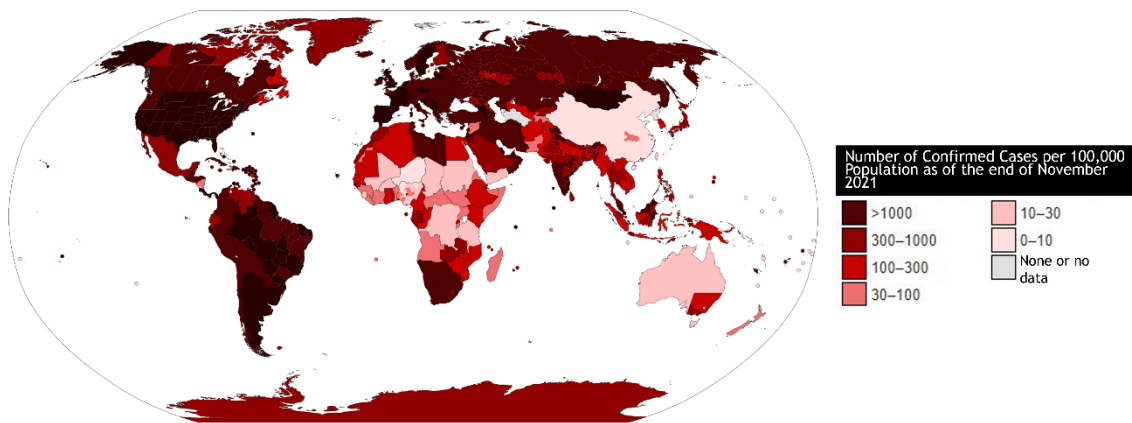 Number of Confirmed Cases per 100,000
Population as of the end of November
2021
>1000
300–1000
100–300
30–100
10–30
0–10
None or no
data